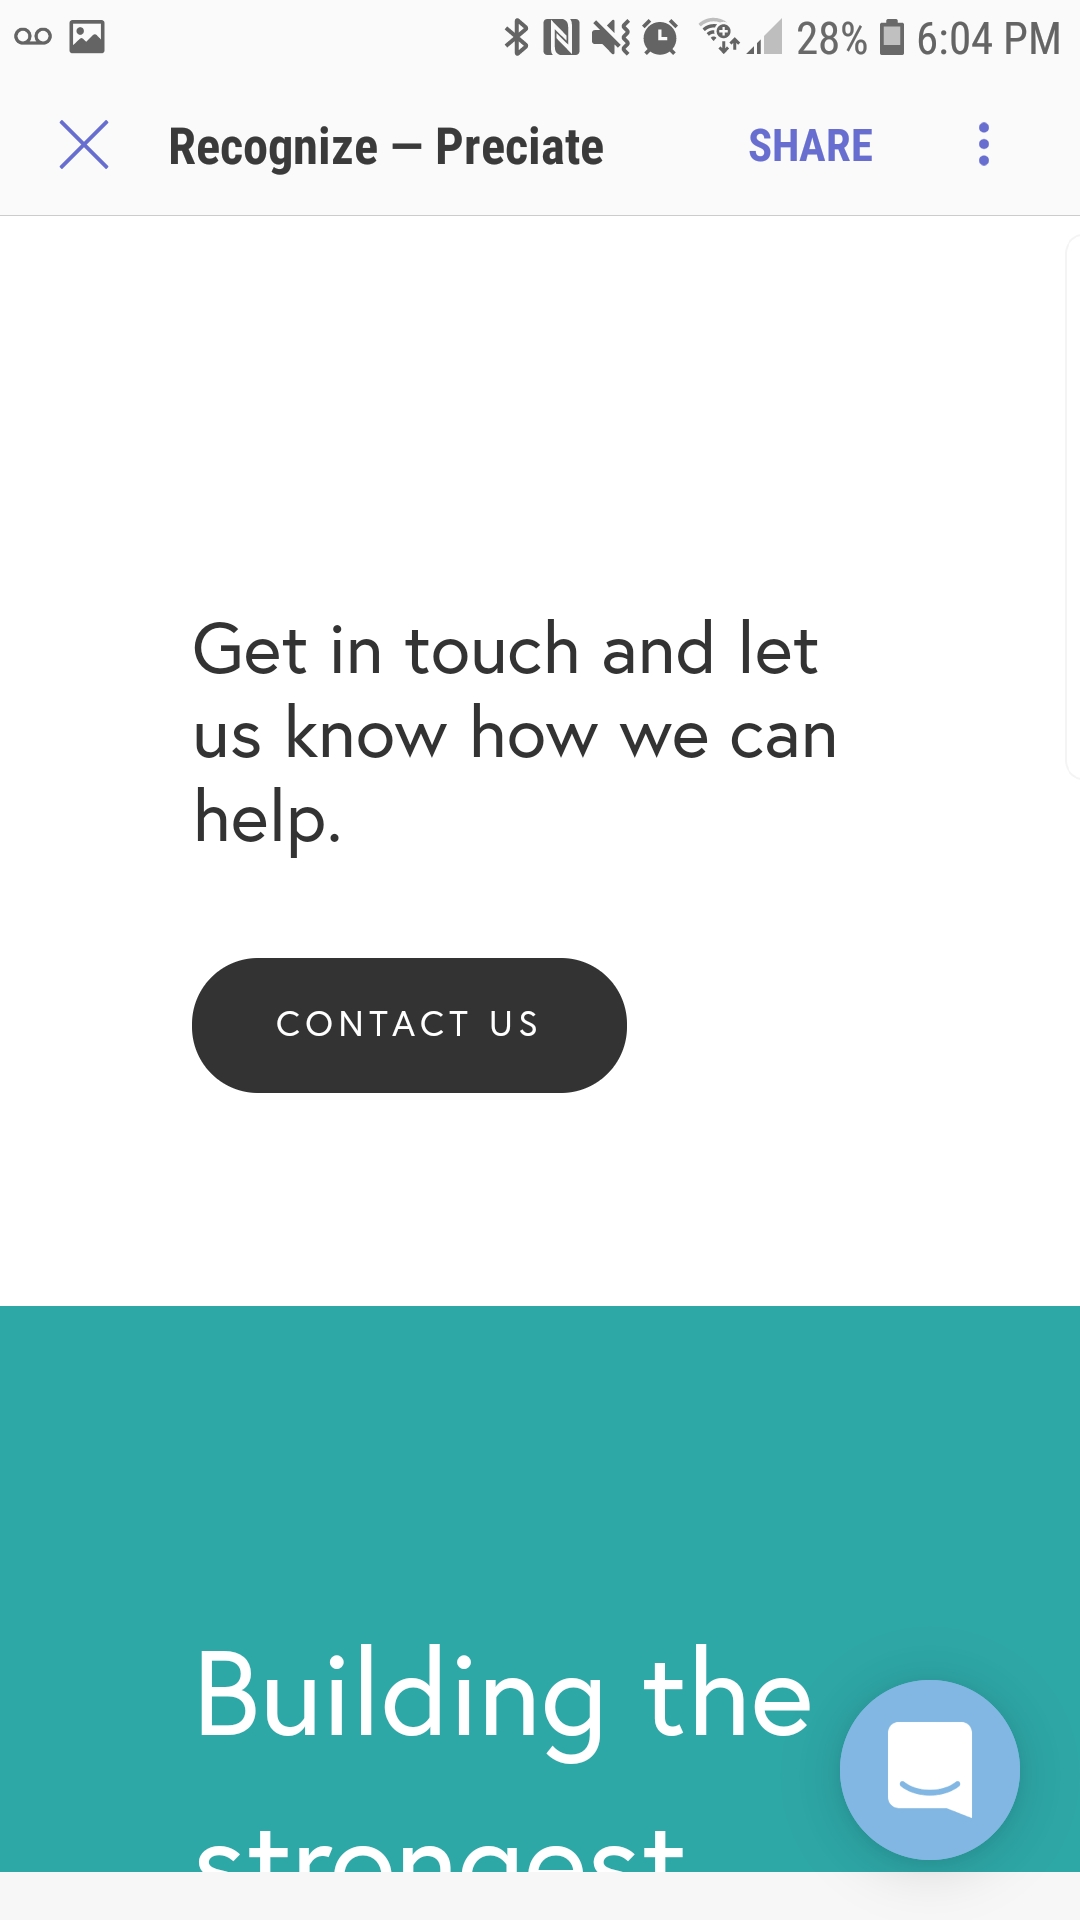 28% 6:04 PM
Recognize — Preciate SHARE
Get in touch and let
us know how we can
help.
CONTACT US
Building the
strongest